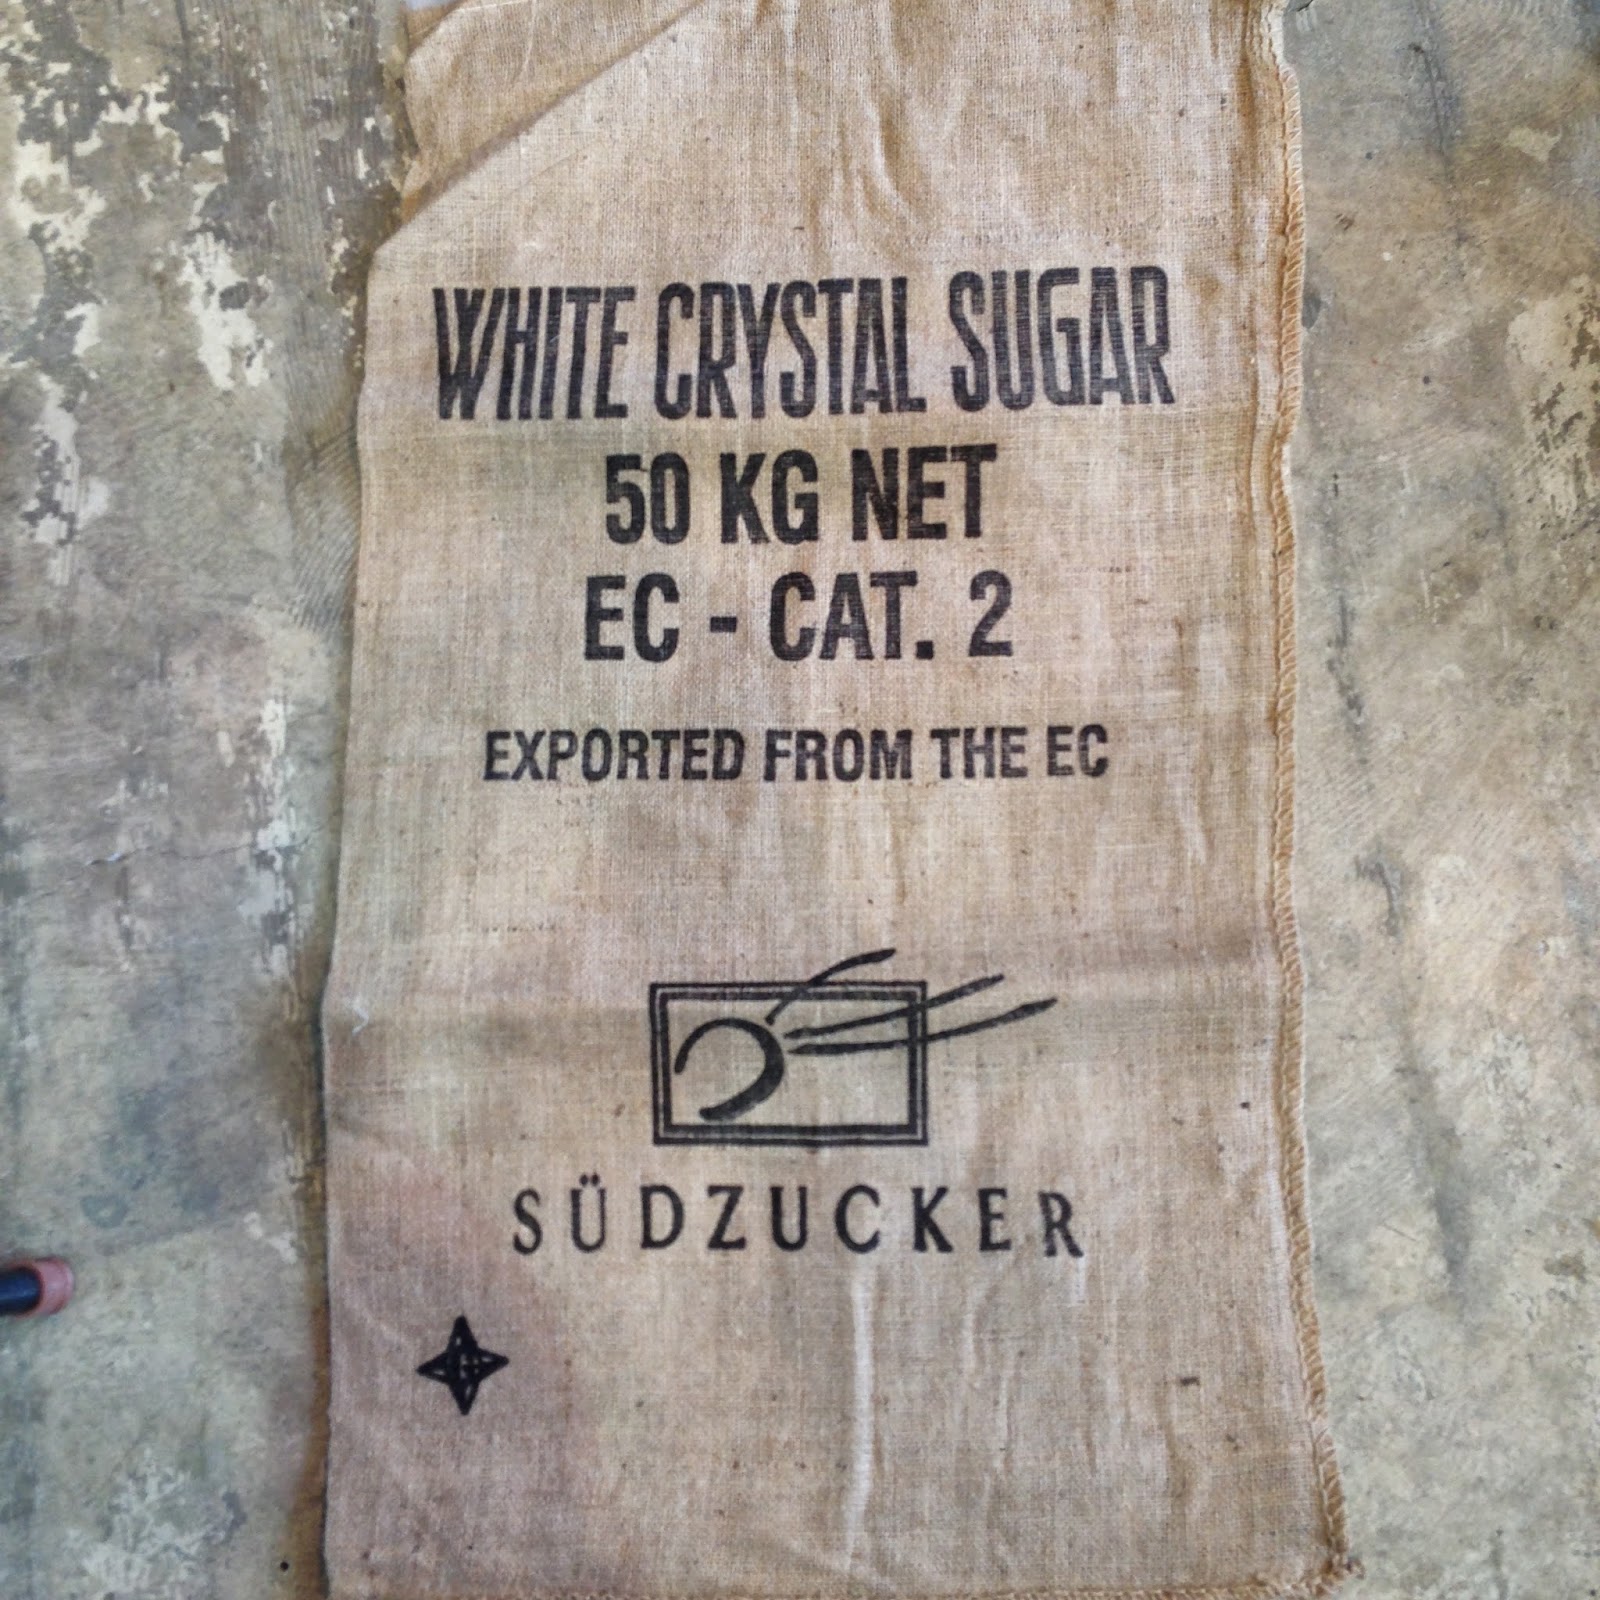 WHITE CRYSTAL SUGAR
50 KG NET
EC - CAT. 2
EXPORTED FROM THE EC
SÜDZUCKER